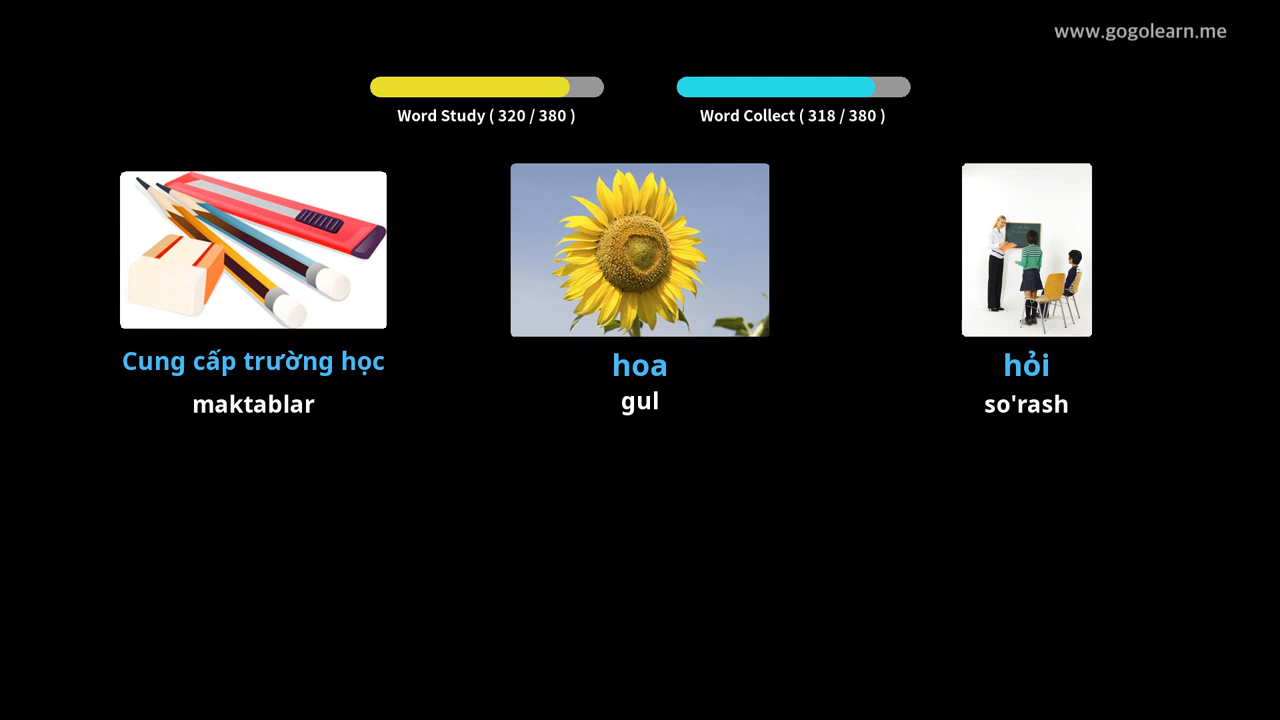 www.gogolearn.me
Word Study ( 320 / 380 )
Word Collect ( 318 / 380 )
Cung cấp trường học
maktablar
hoa
gul
hỏi
so'rash